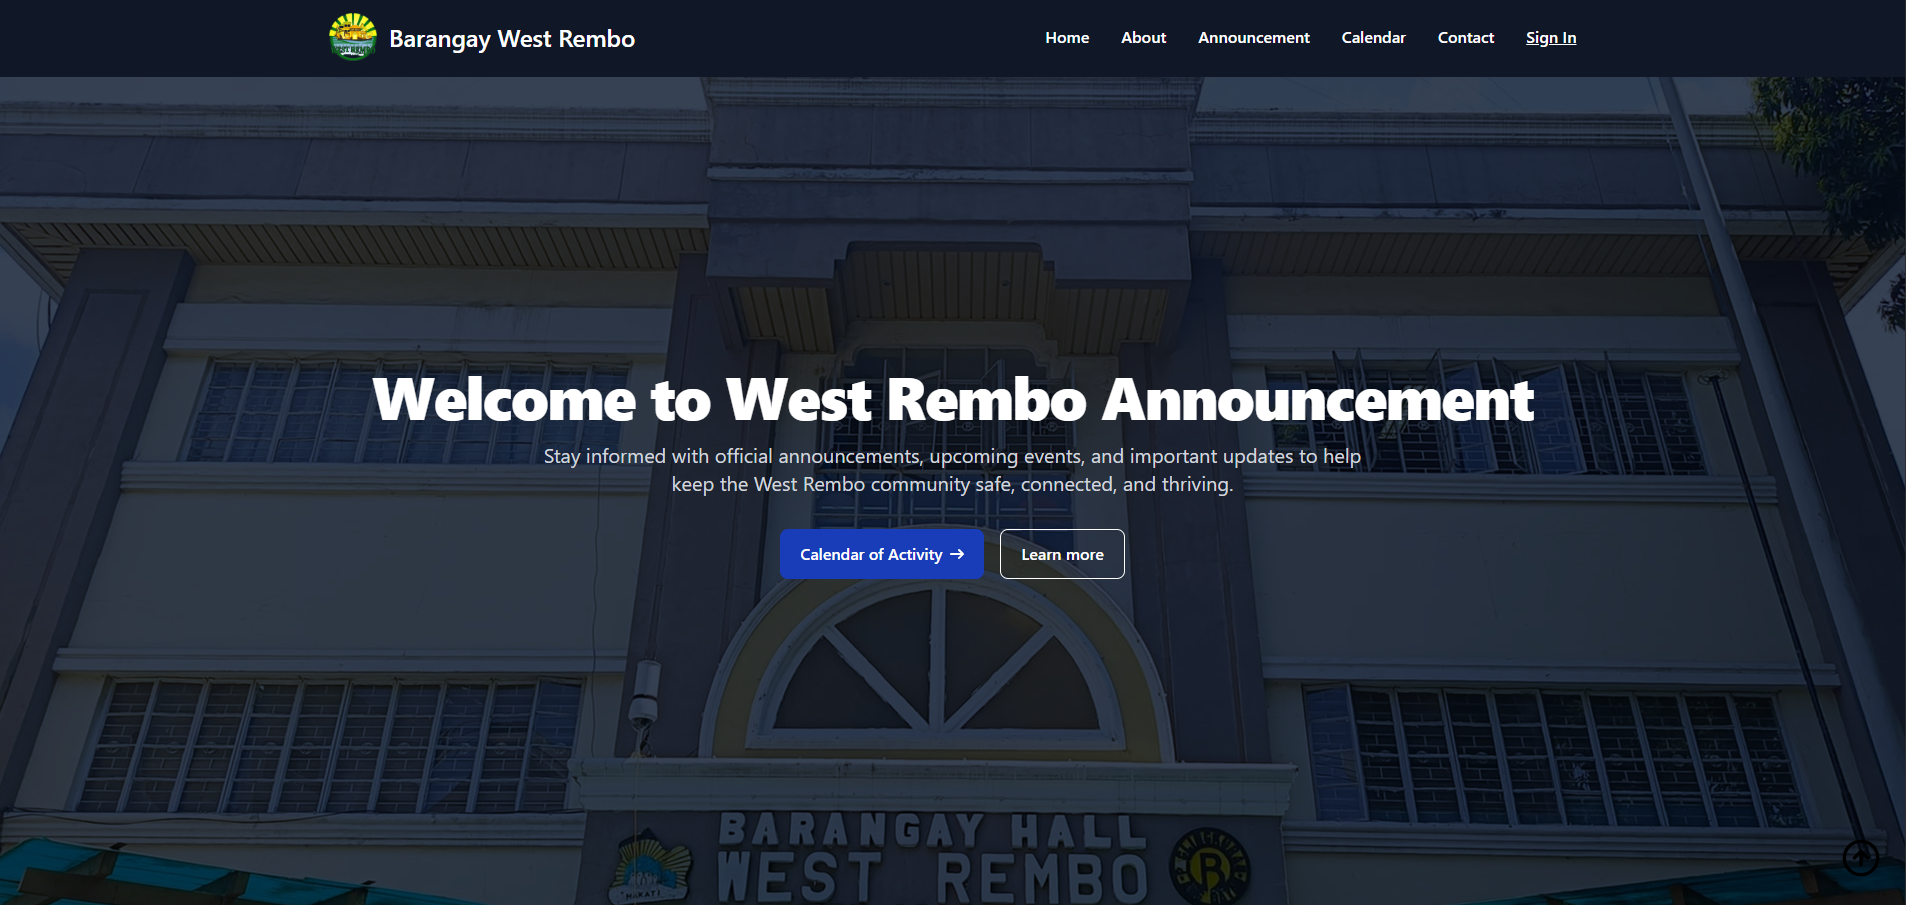 Barangay West Rembo
Home About Announcement Calendar Contact Sign In
Welcome to West Rembo Announcement
Stay informed with official announcements, upcoming events, and important updates to help
keep the West Rembo community safe, connected, and thriving.
Calendar of Activity → Learn more
BARANGAY HALL
WEST REMBO
MAKATI